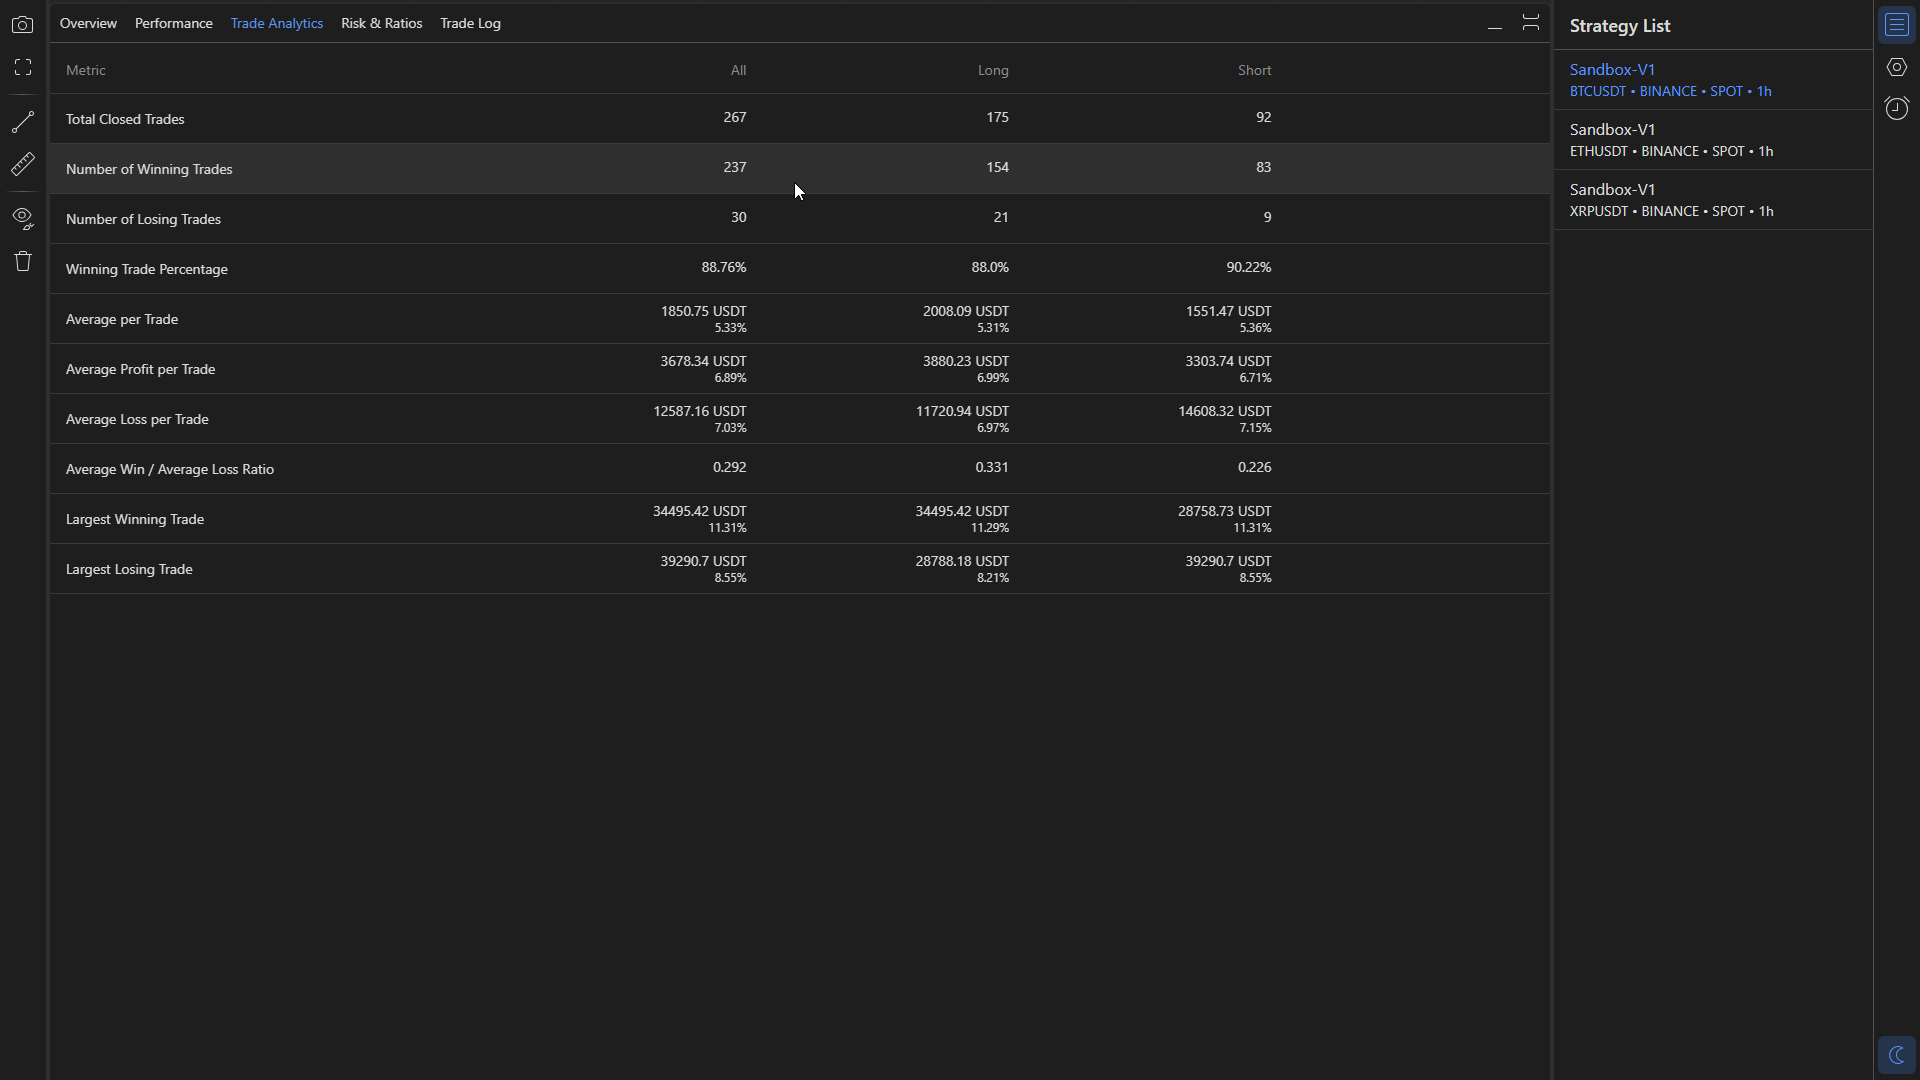 Overview Performance Trade Analytics Risk & Ratios Trade Log
Metric All Long Short
Total Closed Trades 267 175 92
Number of Winning Trades 237 154 83
Number of Losing Trades 30 21 9
Winning Trade Percentage 88.76% 88.0% 90.22%
Average per Trade 1850.75 USDT 2008.09 USDT 1551.47 USDT
5.33% 5.31% 5.36%
Average Profit per Trade 3678.34 USDT 3880.23 USDT 3303.74 USDT
6.89% 6.99% 6.71%
Average Loss per Trade 12587.16 USDT 11720.94 USDT 14608.32 USDT
7.03% 6.97% 7.15%
Average Win / Average Loss Ratio 0.292 0.331 0.226
Largest Winning Trade 34495.42 USDT 34495.42 USDT 28758.73 USDT
11.31% 11.29% 11.31%
Largest Losing Trade 39290.7 USDT 28788.18 USDT 39290.7 USDT
8.55% 8.21% 8.55%
Strategy List
Sandbox-V1
BTCUSDT • BINANCE • SPOT • 1h
Sandbox-V1
ETHUSDT • BINANCE • SPOT • 1h
Sandbox-V1
XRPUSDT • BINANCE • SPOT • 1h